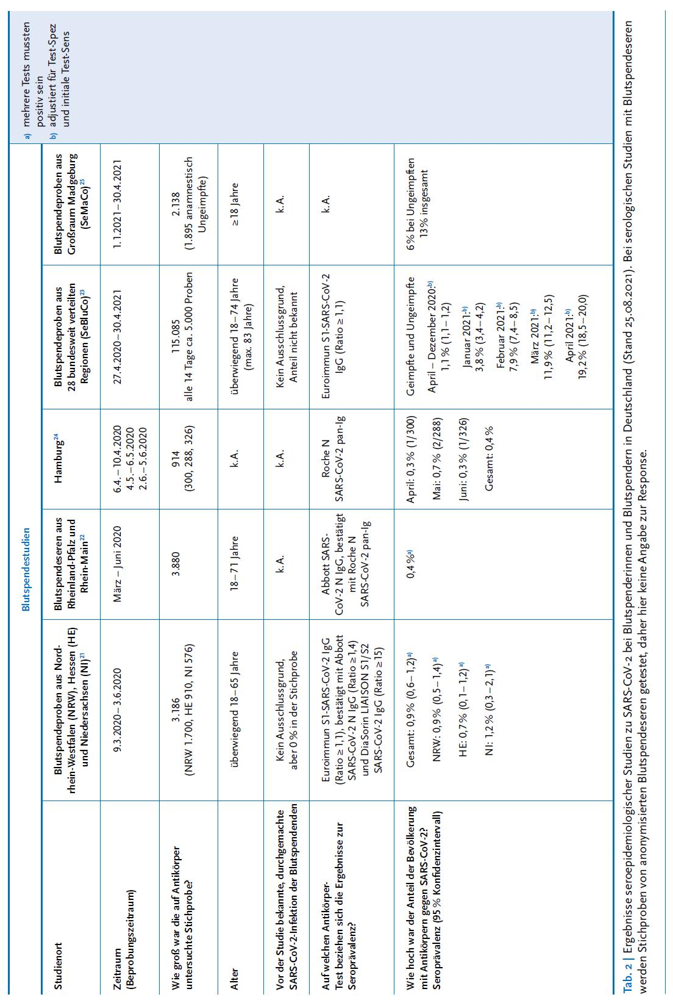 Blutspendestudien
Studienort
Blutspendeproben aus Nord-
rhein-Westfalen (NRW), Hessen (HE)
und Niedersachsen (NI)21
Blutspendeseren aus
Rheinland-Pfalz und
Rhein-Main22
Hamburg24
Blutspendeproben aus
28 bundesweit verteilten
Regionen (SeBluCo)23
Blutspendeproben aus
Großraum Madgeburg
(SeMaCo)25
Zeitraum
(Beprobungszeitraum)
9.3.2020–3.6.2020
März – Juni 2020
6.4.–10.4.2020
4.5.–6.5.2020
2.6.–5.6.2020
27.4.2020–30.4.2021
1.1.2021–30.4.2021
Wie groß war die auf Antikörper
untersuchte Stichprobe?
3.186
(NRW 1.700, HE 910, NI 576)
3.880
914
(300, 288, 326)
115.085
alle 14 Tage ca. 5.000 Proben
2.138
(1.895 anamnestisch
Ungeimpfte)
Alter
überwiegend 18–65 Jahre
18–71 Jahre
k.A.
überwiegend 18–74 Jahre
(max. 83 Jahre)
≥18 Jahre
Vor der Studie bekannte, durchgemachte
SARS-CoV-2-Infektion der Blutspendenden
Kein Ausschlussgrund,
aber 0 % in der Stichprobe
k.A.
k.A.
Kein Ausschlussgrund,
Anteil nicht bekannt
k.A.
Auf welchen Antikörper-
Test beziehen sich die Ergebnisse zur
Seroprävalenz?
Euroimmun S1-SARS-CoV-2 IgG
(Ratio ≥ 1,1), bestätigt mit Abbott
SARS-CoV-2 N IgG (Ratio ≥ 1,4)
und DiaSorin LIAISON S1/S2
SARS-CoV-2 IgG (Ratio ≥ 15)
Abbott SARS-
CoV-2 N IgG, bestätigt
mit Roche N
SARS-CoV-2 pan-Ig
Roche N
SARS-CoV-2 pan-Ig
Euroimmun S1-SARS-CoV-2
IgG (Ratio ≥ 1,1)
k.A.
Wie hoch war der Anteil der Bevölkerung
mit Antikörpern gegen SARS-CoV-2?
Seroprävalenz (95 % Konfidenzintervall)
Gesamt: 0,9 % (0,6–1,2)a)
NRW: 0,9 % (0,5–1,4)a)
HE: 0,7 % (0,1–1,2)a)
NI: 1,2 % (0,3–2,1)a)
0,4 %a)
April: 0,3 % (1/300)
Mai: 0,7 % (2/288)
Juni: 0,3 % (1/326)
Gesamt: 0,4 %
Geimpfte und Ungeimpfte
April – Dezember 2020:b)
1,1 % (1,1–1,2)
Januar 2021:b)
3,8 % (3,4–4,2)
Februar 2021:b)
7,9 % (7,4–8,5)
März 2021:b)
11,9 % (11,2–12,5)
April 2021:b)
19,2 % (18,5–20,0)
6 % bei Ungeimpften
13 % insgesamt
a) mehrere Tests mussten
positiv sein
b) adjustiert für Test-Spez
und initiale Test-Sens
Tab. 2 | Ergebnisse seroepidemiologischer Studien zu SARS-CoV-2 bei Blutspenderinnen und Blutspendern in Deutschland (Stand 25.08.2021). Bei serologischen Studien mit Blutspendeseren
werden Stichproben von anonymisierten Blutspendeseren getestet, daher hier keine Angabe zur Response.